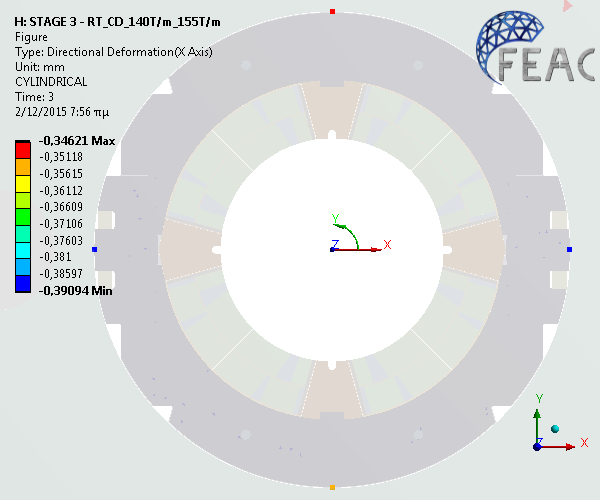 H: STAGE 3 - RT_CD_140T/m_155T/m
Figure
Type: Directional Deformation(X Axis)
Unit: mm
CYLINDRICAL
Time: 3
2/12/2015 7:56 πμ
FEAC
-0,34621 Max
-0,35118
-0,35615
-0,36112
-0,36609
-0,37106
-0,37603
-0,381
-0,38597
-0,39094 Min
Y
Z
X
Y
Z
X